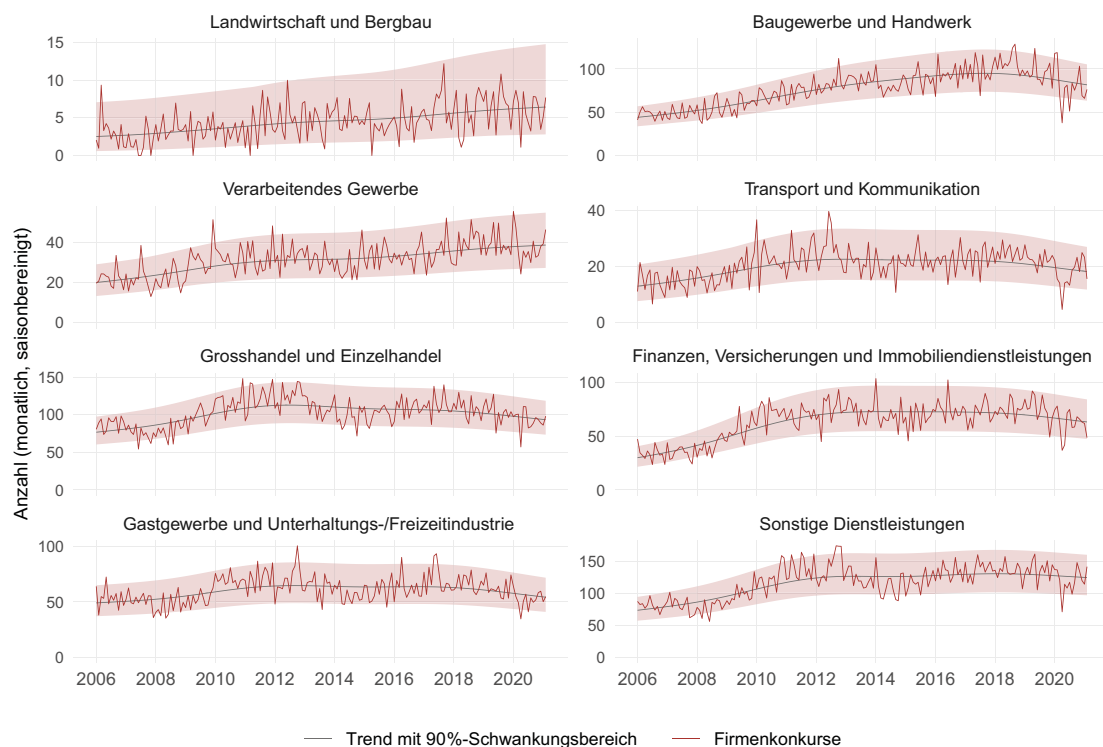 Anzahl (monatlich, saisonbereinigt)
Landwirtschaft und Bergbau
15
10
5
0
Baugewerbe und Handwerk
100
50
0
Verarbeitendes Gewerbe
40
20
0
Transport und Kommunikation
40
20
0
Grosshandel und Einzelhandel
150
100
50
0
Finanzen, Versicherungen und Immobiliendienstleistungen
100
50
0
Gastgewerbe und Unterhaltungs-/Freizeitindustrie
100
50
0
2006 2008 2010 2012 2014 2016 2018 2020
Sonstige Dienstleistungen
150
100
50
0
2006 2008 2010 2012 2014 2016 2018 2020
Trend mit 90%-Schwankungsbereich
Firmenkonkurse